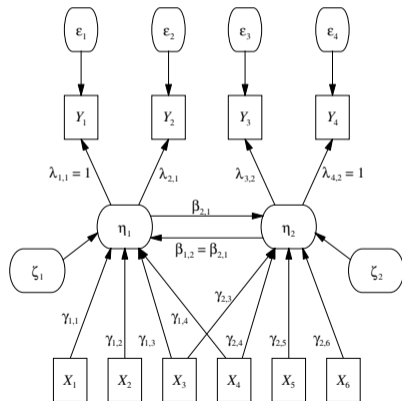 ε₁ ε₂ ε₃ ε₄
Y₁ Y₂ Y₃ Y₄
λ₁,₁ = 1 λ₂,₁ λ₃,₂ λ₄,₂ = 1
β₂,₁
η₁ η₂
β₁,₂ = β₂,₁
ζ₁ ζ₂
γ₁,₁ γ₁,₂ γ₁,₃ γ₁,₄ γ₂,₃ γ₂,₄ γ₂,₅ γ₂,₆
X₁ X₂ X₃ X₄ X₅ X₆